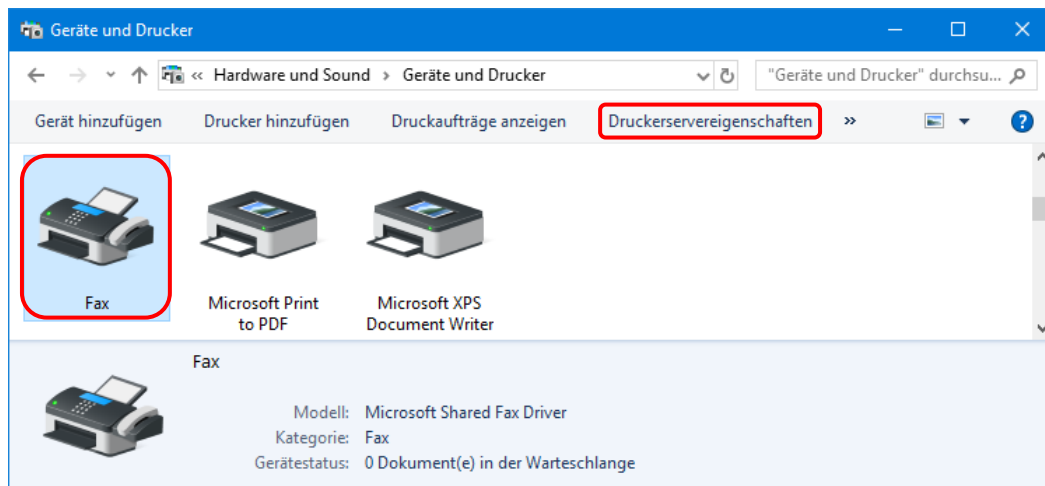 Geräte und Drucker
« Hardware und Sound › Geräte und Drucker
"Geräte und Drucker" durchsu...
Gerät hinzufügen Drucker hinzufügen Druckaufträge anzeigen Druckerservereigenschaften »
Fax
Microsoft Print
to PDF
Microsoft XPS
Document Writer
Fax
Modell: Microsoft Shared Fax Driver
Kategorie: Fax
Gerätestatus: 0 Dokument(e) in der Warteschlange